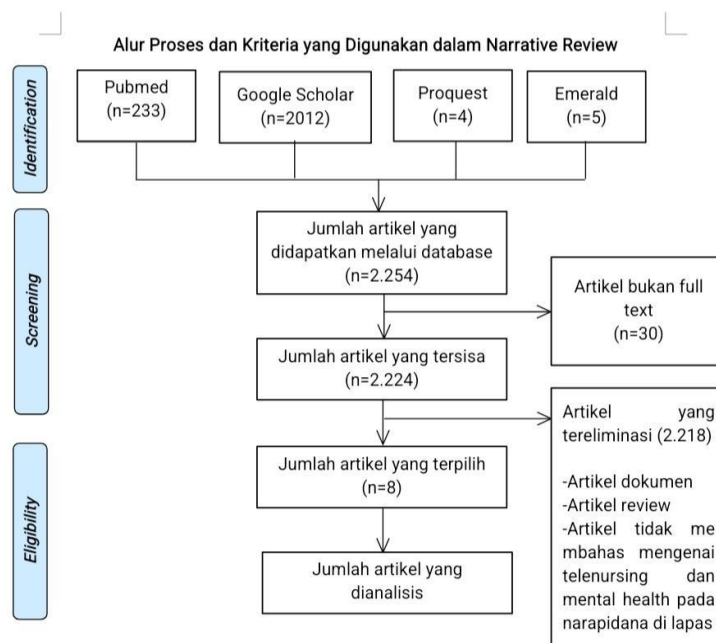 Alur Proses dan Kriteria yang Digunakan dalam Narrative Review
Identification
Pubmed
(n=233)
Google Scholar
(n=2012)
Proquest
(n=4)
Emerald
(n=5)
Screening
Jumlah artikel yang
didapatkan melalui database
(n=2.254)
Artikel bukan full
text
(n=30)
Jumlah artikel yang tersisa
(n=2.224)
Artikel yang
tereliminasi (2.218)
-Artikel dokumen
-Artikel review
-Artikel tidak me
mbahas mengenai
telenursing dan
mental health pada
narapidana di lapas
Eligibility
Jumlah artikel yang terpilih
(n=8)
Jumlah artikel yang
dianalisis